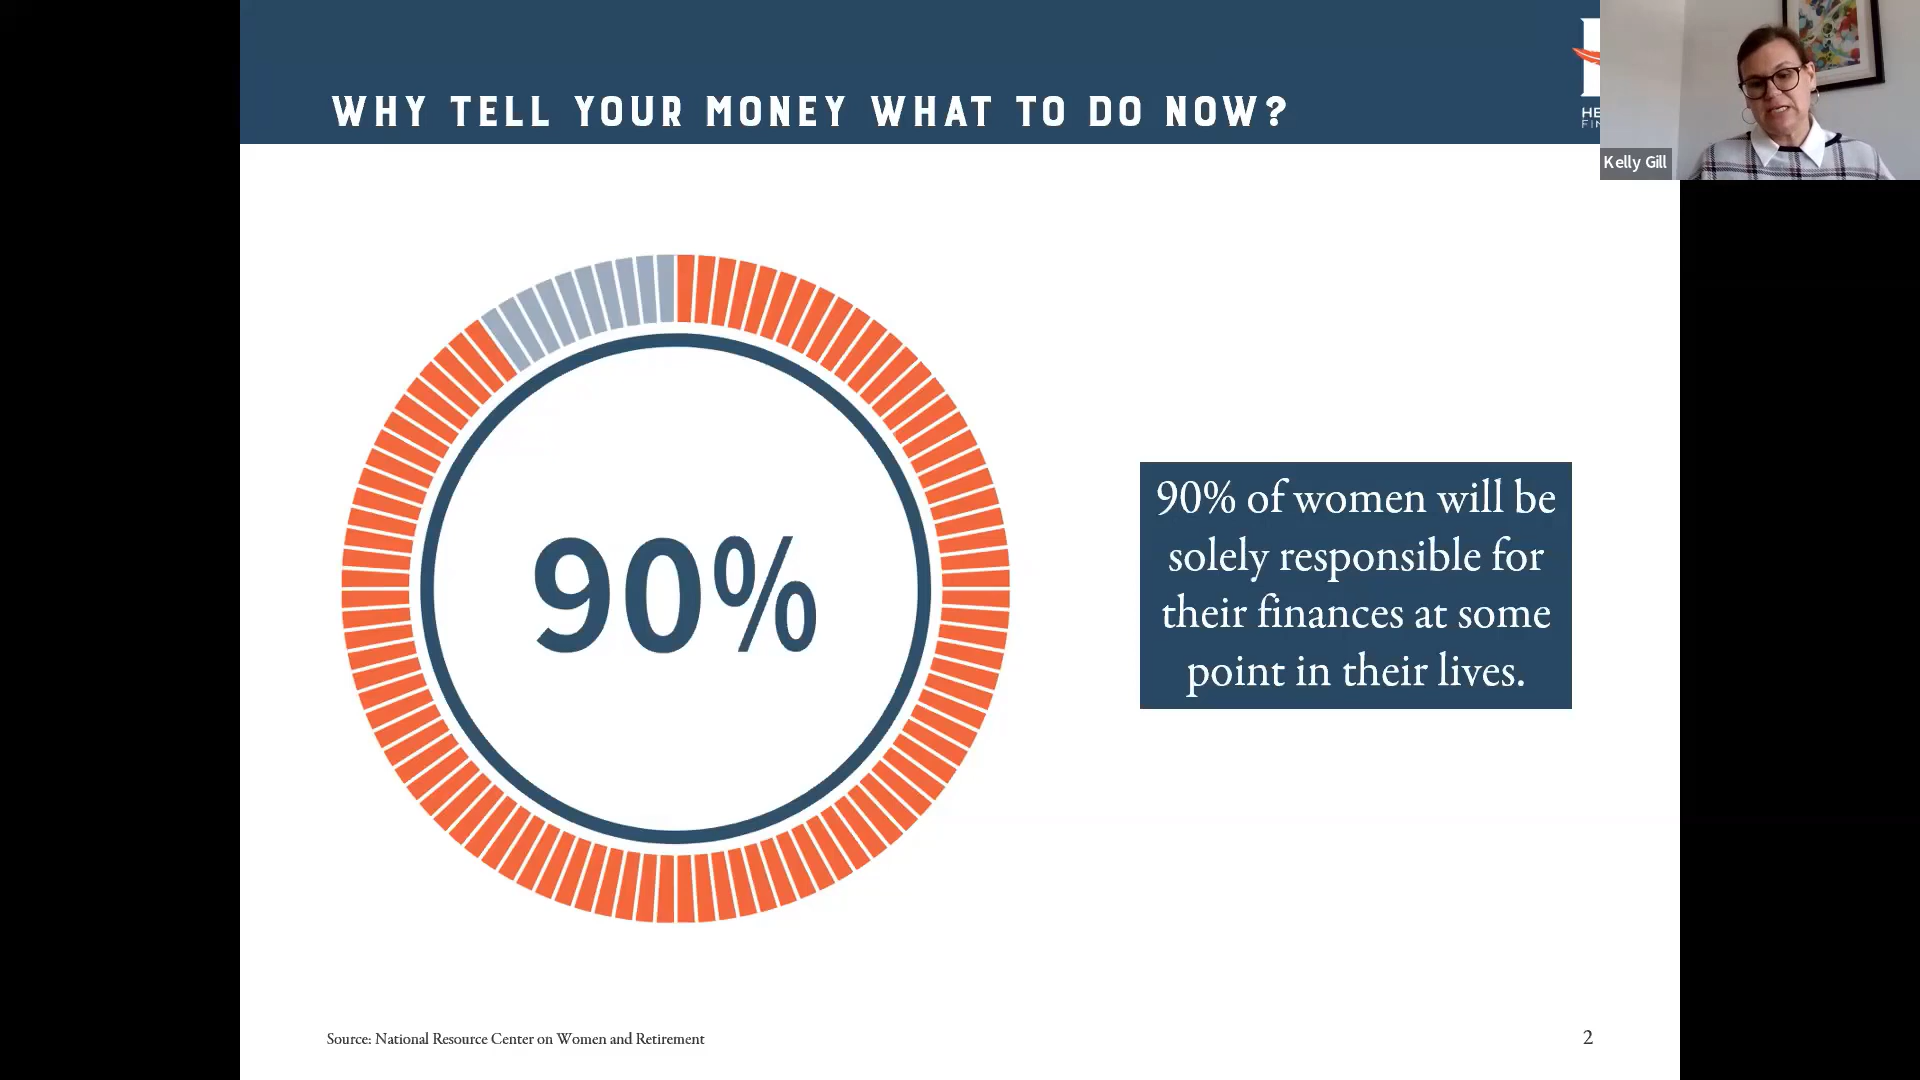 WHY TELL YOUR MONEY WHAT TO DO NOW?
Kelly Gill
90%
90% of women will be
solely responsible for
their finances at some
point in their lives.
Source: National Resource Center on Women and Retirement
2